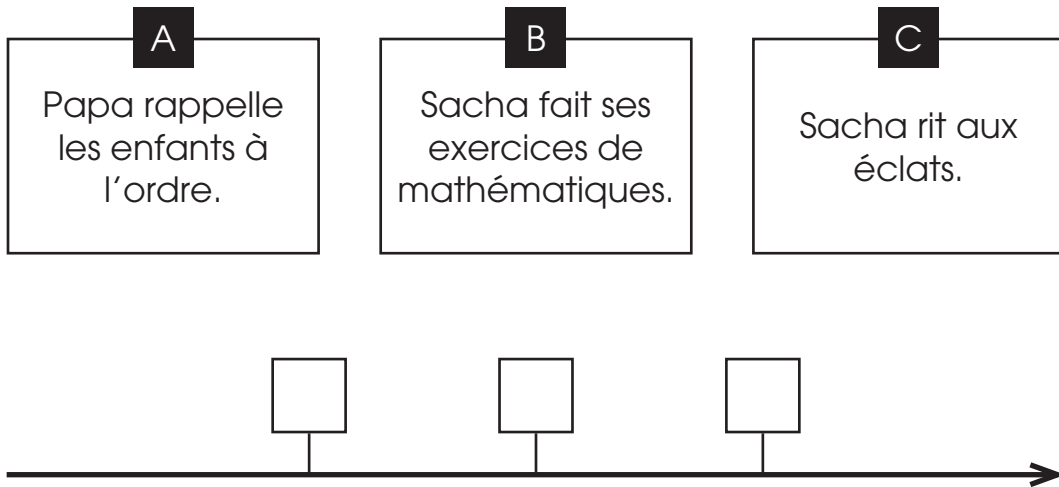 A
Papa rappelle
les enfants à
l’ordre.
B
Sacha fait ses
exercices de
mathématiques.
C
Sacha rit aux
éclats.